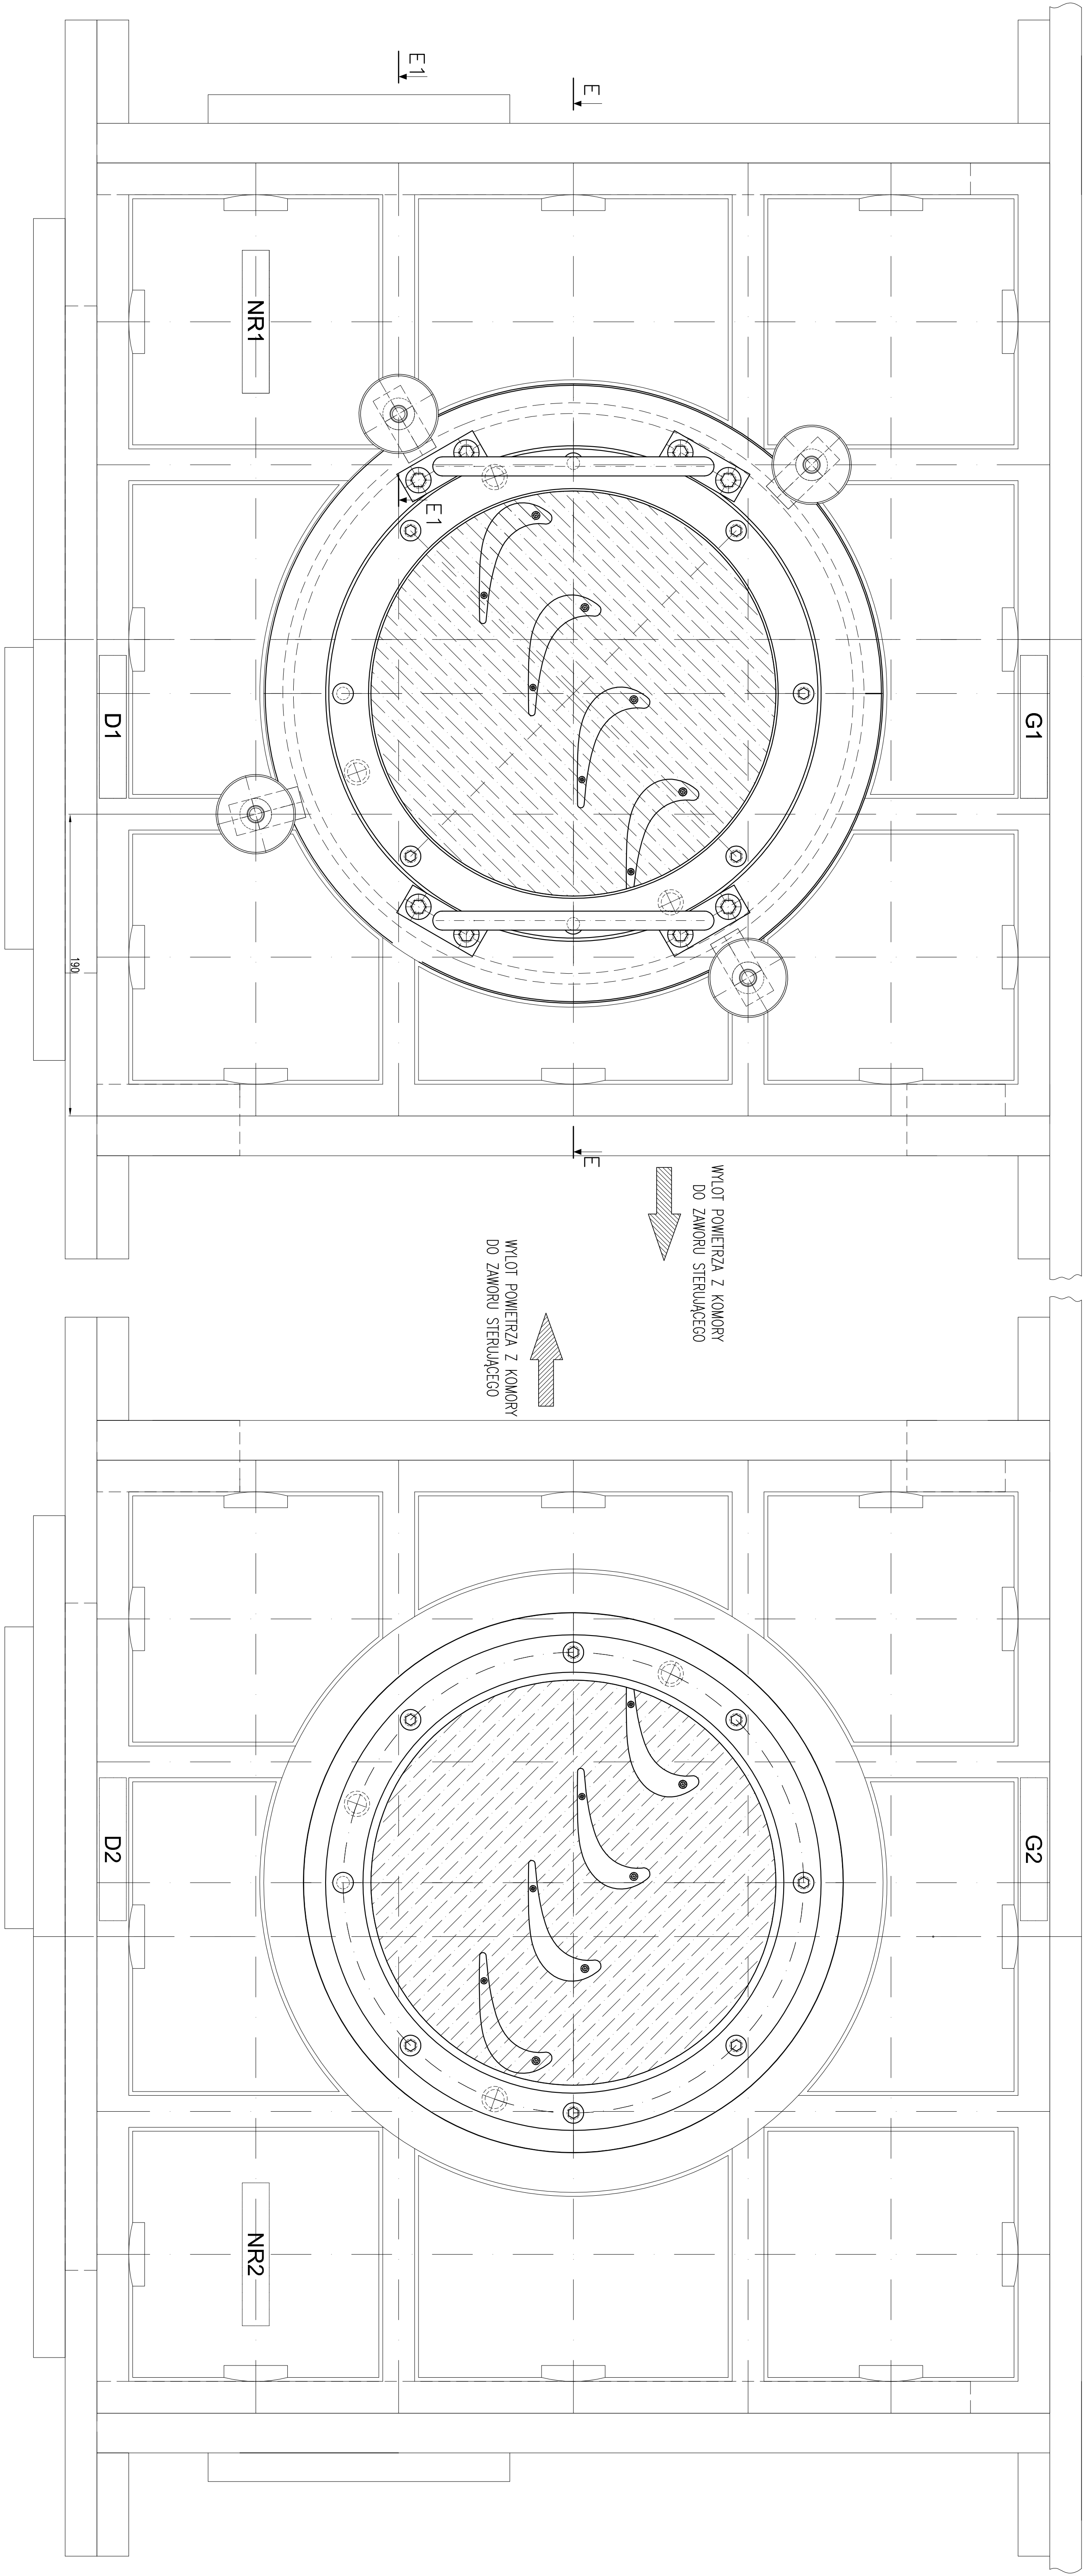 E1
E
NR1
E1
D1
G1
190
E
WYLOT POWIETRZA Z KOMORY
DO ZAWORU STERUJĄCEGO
WYLOT POWIETRZA Z KOMORY
DO ZAWORU STERUJĄCEGO
D2
G2
NR2